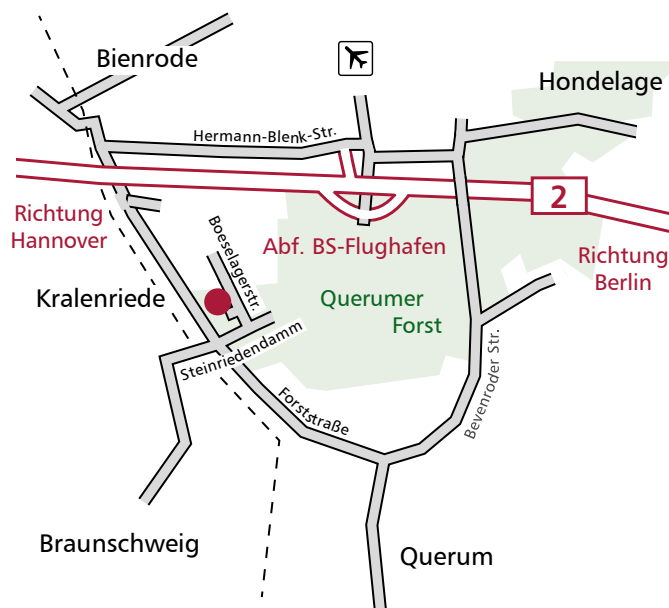 Bienrode
Hondelage
Hermann-Blenk-Str.
2
Richtung
Hannover
Boeselagerstr.
Abf. BS-Flughafen
Richtung
Berlin
Kralenriede
Querumer
Forst
Steinriedendamm
Bevenroder Str.
Forststraße
Braunschweig
Querum